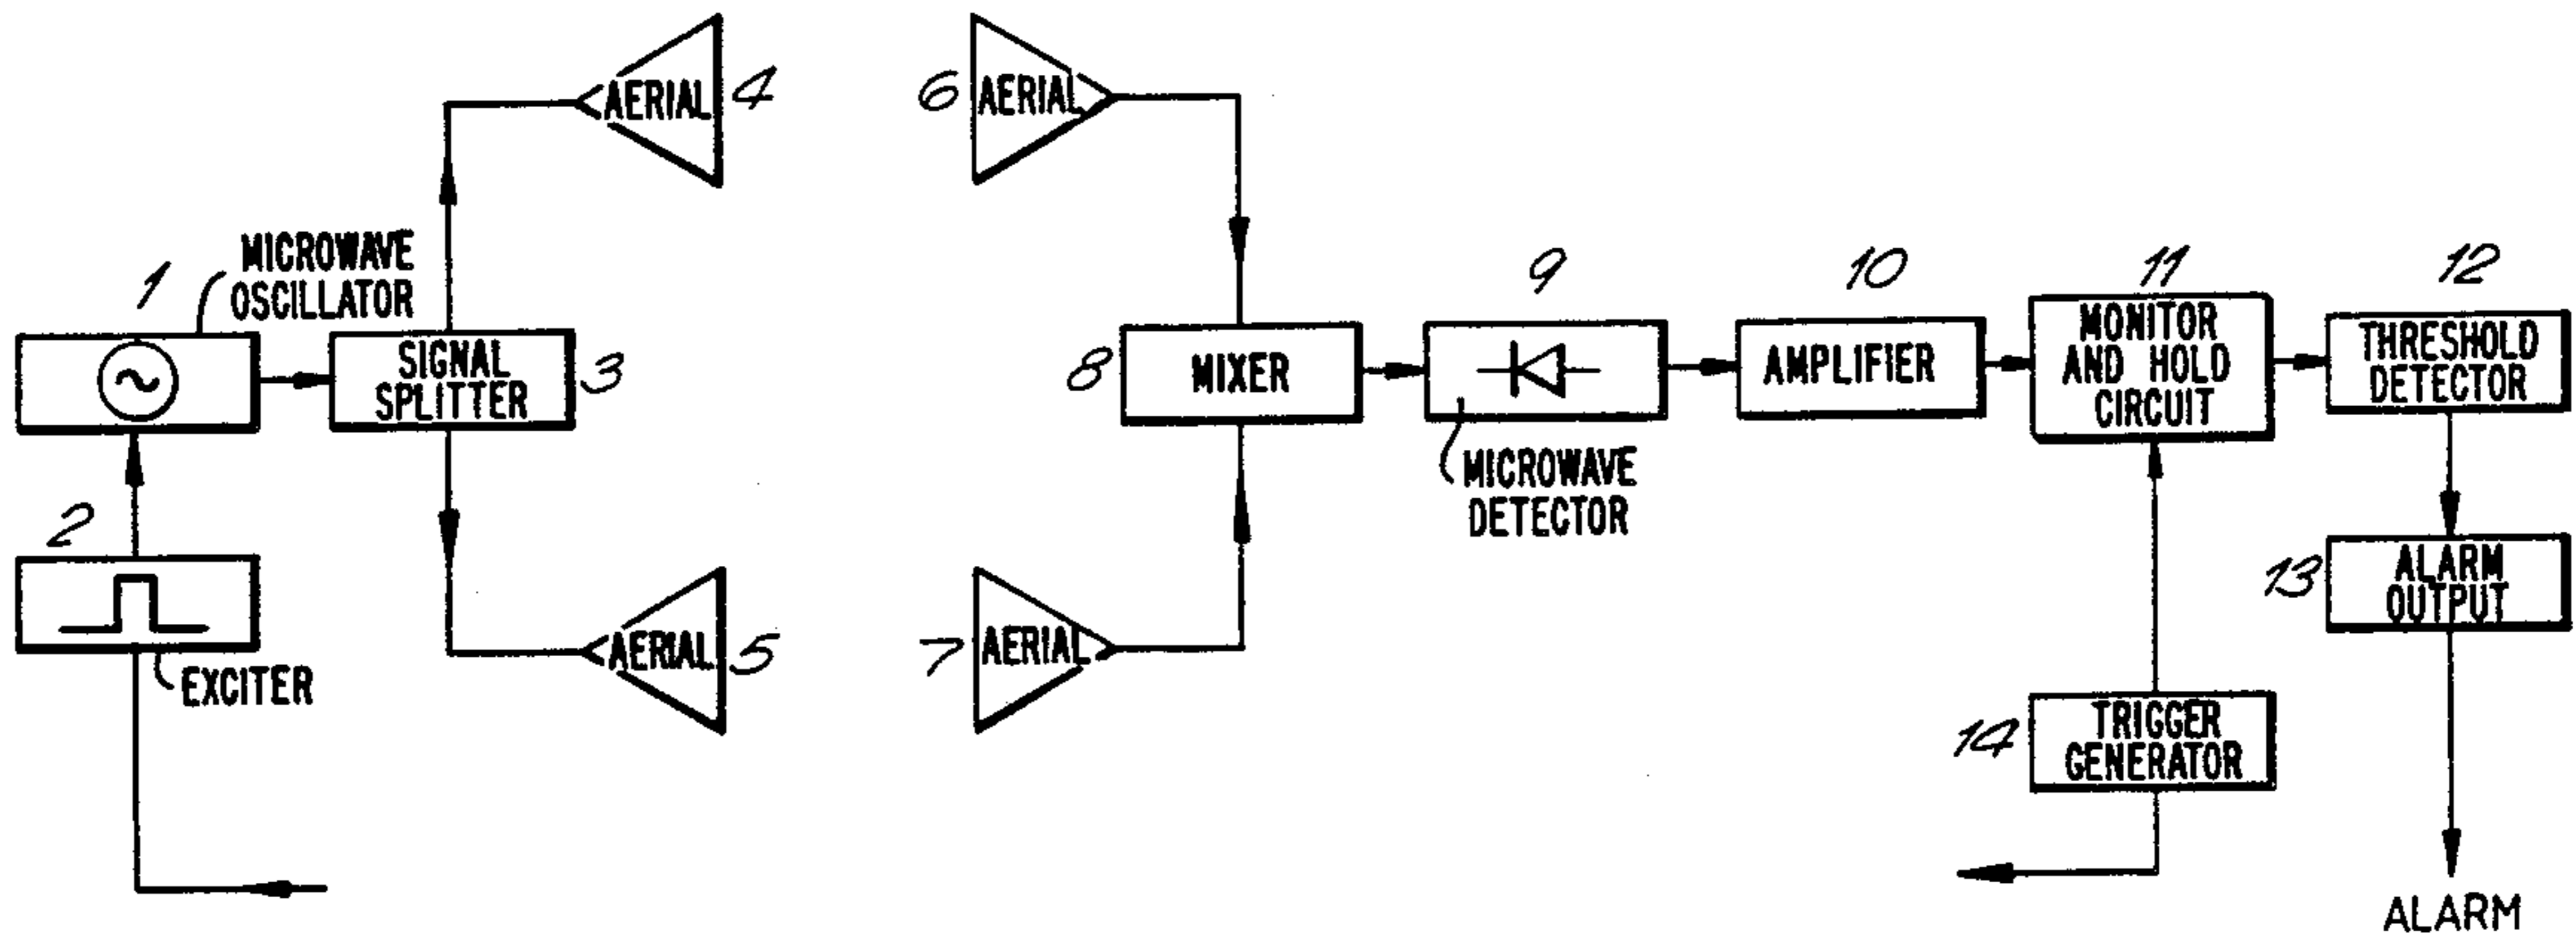 AERIAL 4
6 AERIAL
1
MICROWAVE
OSCILLATOR
SIGNAL
SPLITTER
3
2
EXCITER
AERIAL 5
7 AERIAL
8
MIXER
9
MICROWAVE
DETECTOR
10
AMPLIFIER
11
MONITOR
AND HOLD
CIRCUIT
12
THRESHOLD
DETECTOR
13
ALARM
OUTPUT
14
TRIGGER
GENERATOR
ALARM